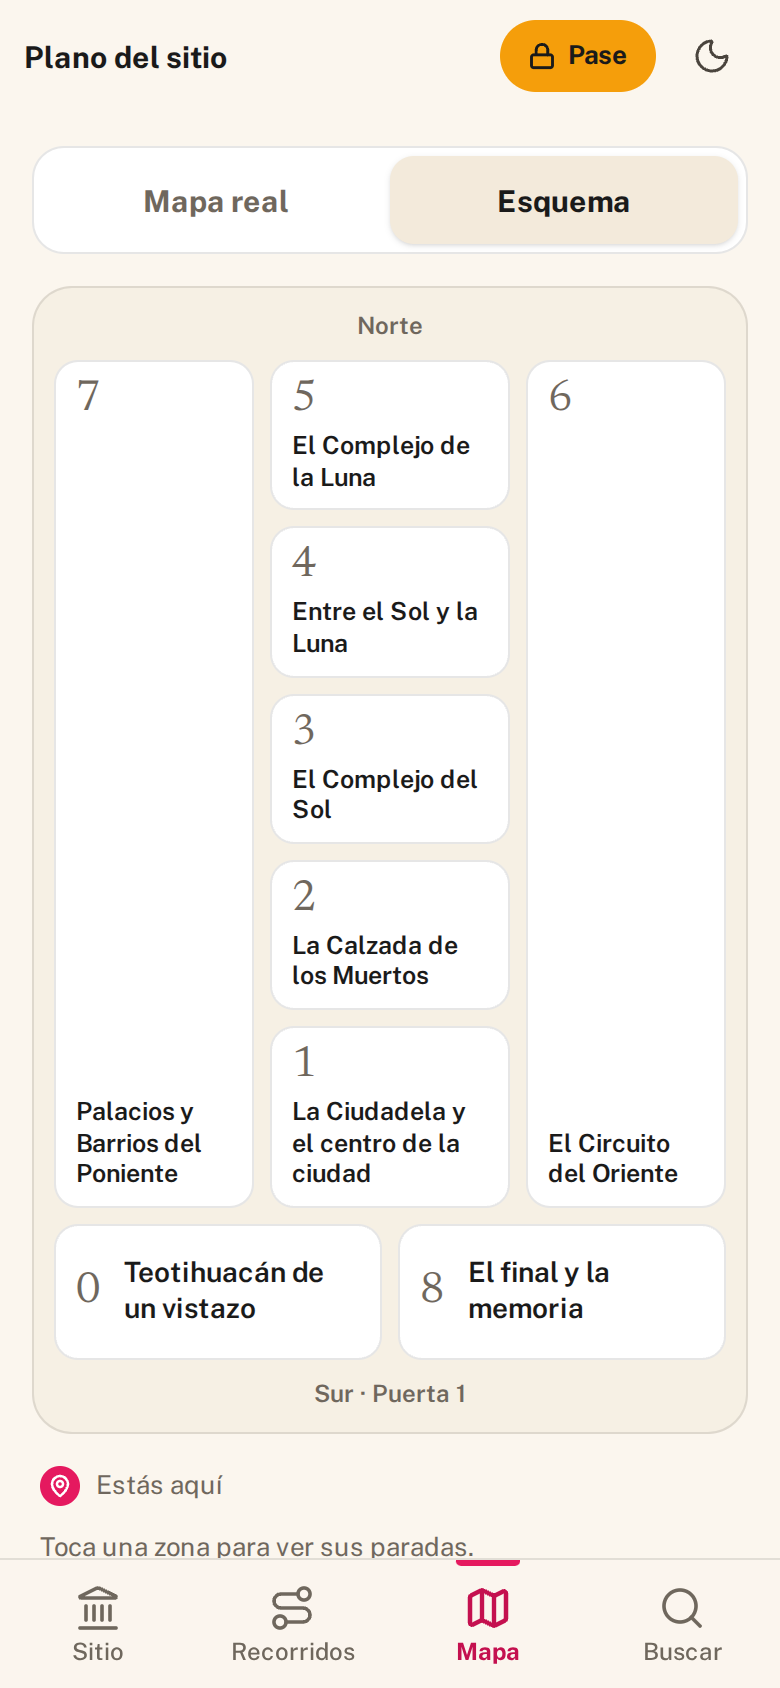 Plano del sitio
Pase
Mapa real
Esquema
Norte
7
Palacios y
Barrios del
Poniente
5
El Complejo de
la Luna
4
Entre el Sol y la
Luna
3
El Complejo del
Sol
2
La Calzada de
los Muertos
1
La Ciudadela y
el centro de la
ciudad
6
El Circuito
del Oriente
0
Teotihuacán de
un vistazo
8
El final y la
memoria
Sur · Puerta 1
Estás aquí
Toca una zona para ver sus paradas.
Sitio
Recorridos
Mapa
Buscar